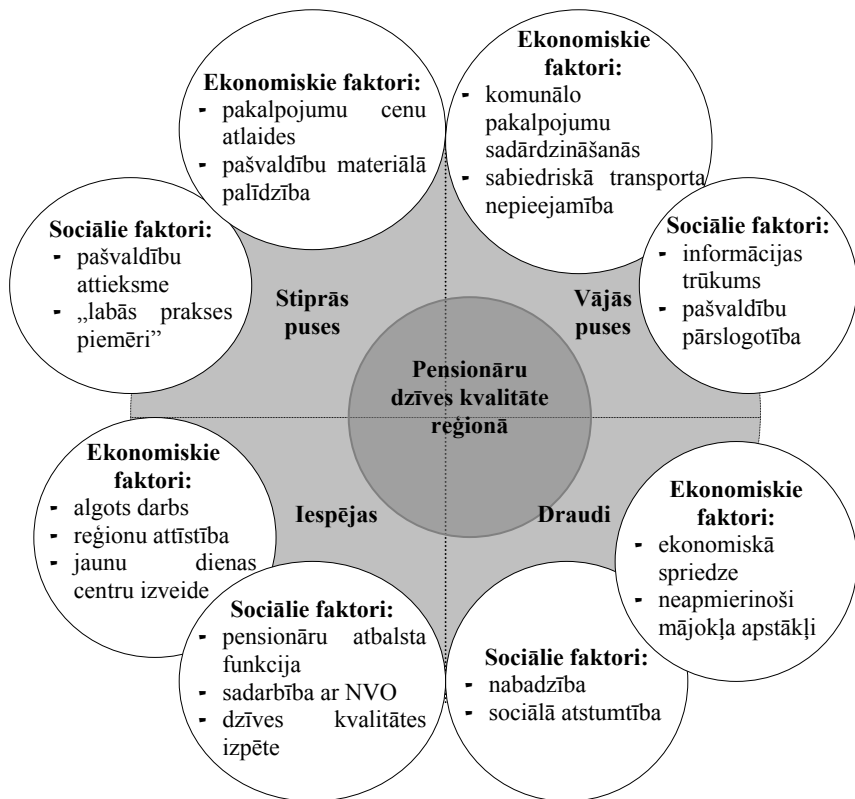 Ekonomiskie faktori:
- pakalpojumu cenu
atlaides
- pašvaldību materiālā
palīdzība
Ekonomiskie
faktori:
- komunālo
pakalpojumu
sadārdzināšanās
- sabiedriskā transporta
nepieejamība
Sociālie faktori:
- pašvaldību
attieksme
- „labās prakses
piemēri”
Stiprās
puses
Vājās
puses
Sociālie faktori:
- informācijas
trūkums
- pašvaldību
pārslogotība
Pensionāru
dzīves kvalitāte
reģionā
Ekonomiskie
faktori:
- algots darbs
- reģionu attīstība
- jaunu dienas
centru izveide
Iespējas
Draudi
Ekonomiskie
faktori:
- ekonomiskā
spriedze
- neapmierinoši
mājokļa apstākļi
Sociālie faktori:
- pensionāru atbalsta
funkcija
- sadarbība ar NVO
- dzīves kvalitātes
izpēte
Sociālie faktori:
- nabadzība
- sociālā atstumtība